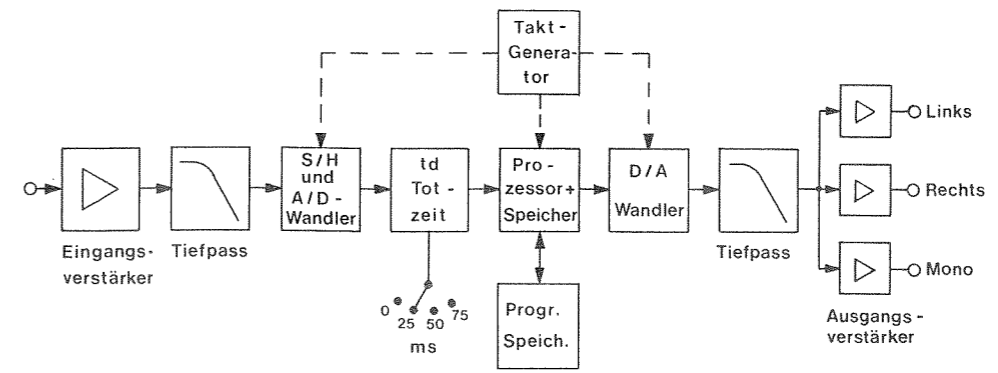 Takt-
Genera-
tor
S/H
und
A/D-
Wandler
td
Tot-
zeit
Pro-
zessor+
Speicher
D/A
Wandler
Links
Rechts
Mono
Eingangs-
verstärker
Tiefpass
Tiefpass
0
25
50
75
ms
Progr.
Speich.
Ausgangs-
verstärker